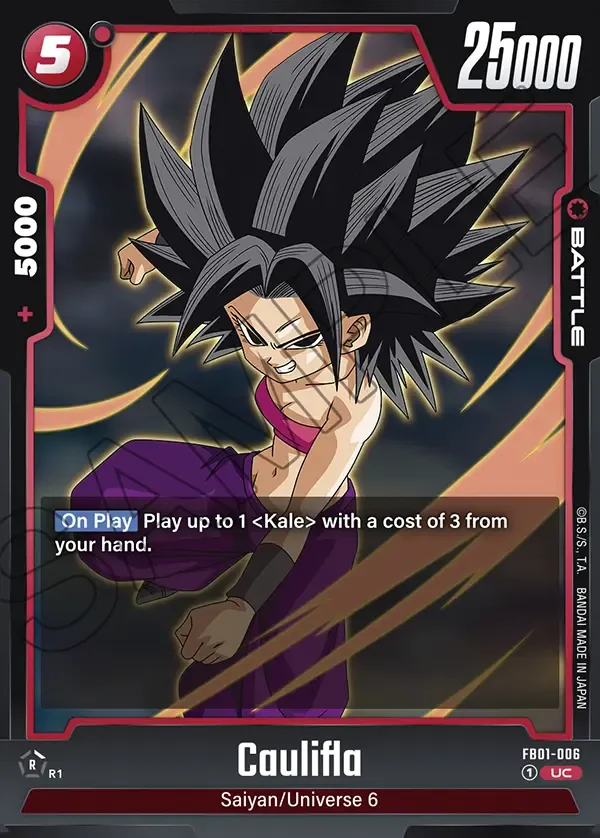 5
25000
+ 5000
BATTLE
On Play Play up to 1 <Kale> with a cost of 3 from
your hand.
SAMPLE
©B.S./S., T.A. BANDAI MADE IN JAPAN
Caulifla
FB01-006
R
R1
1 UC
Saiyan/Universe 6